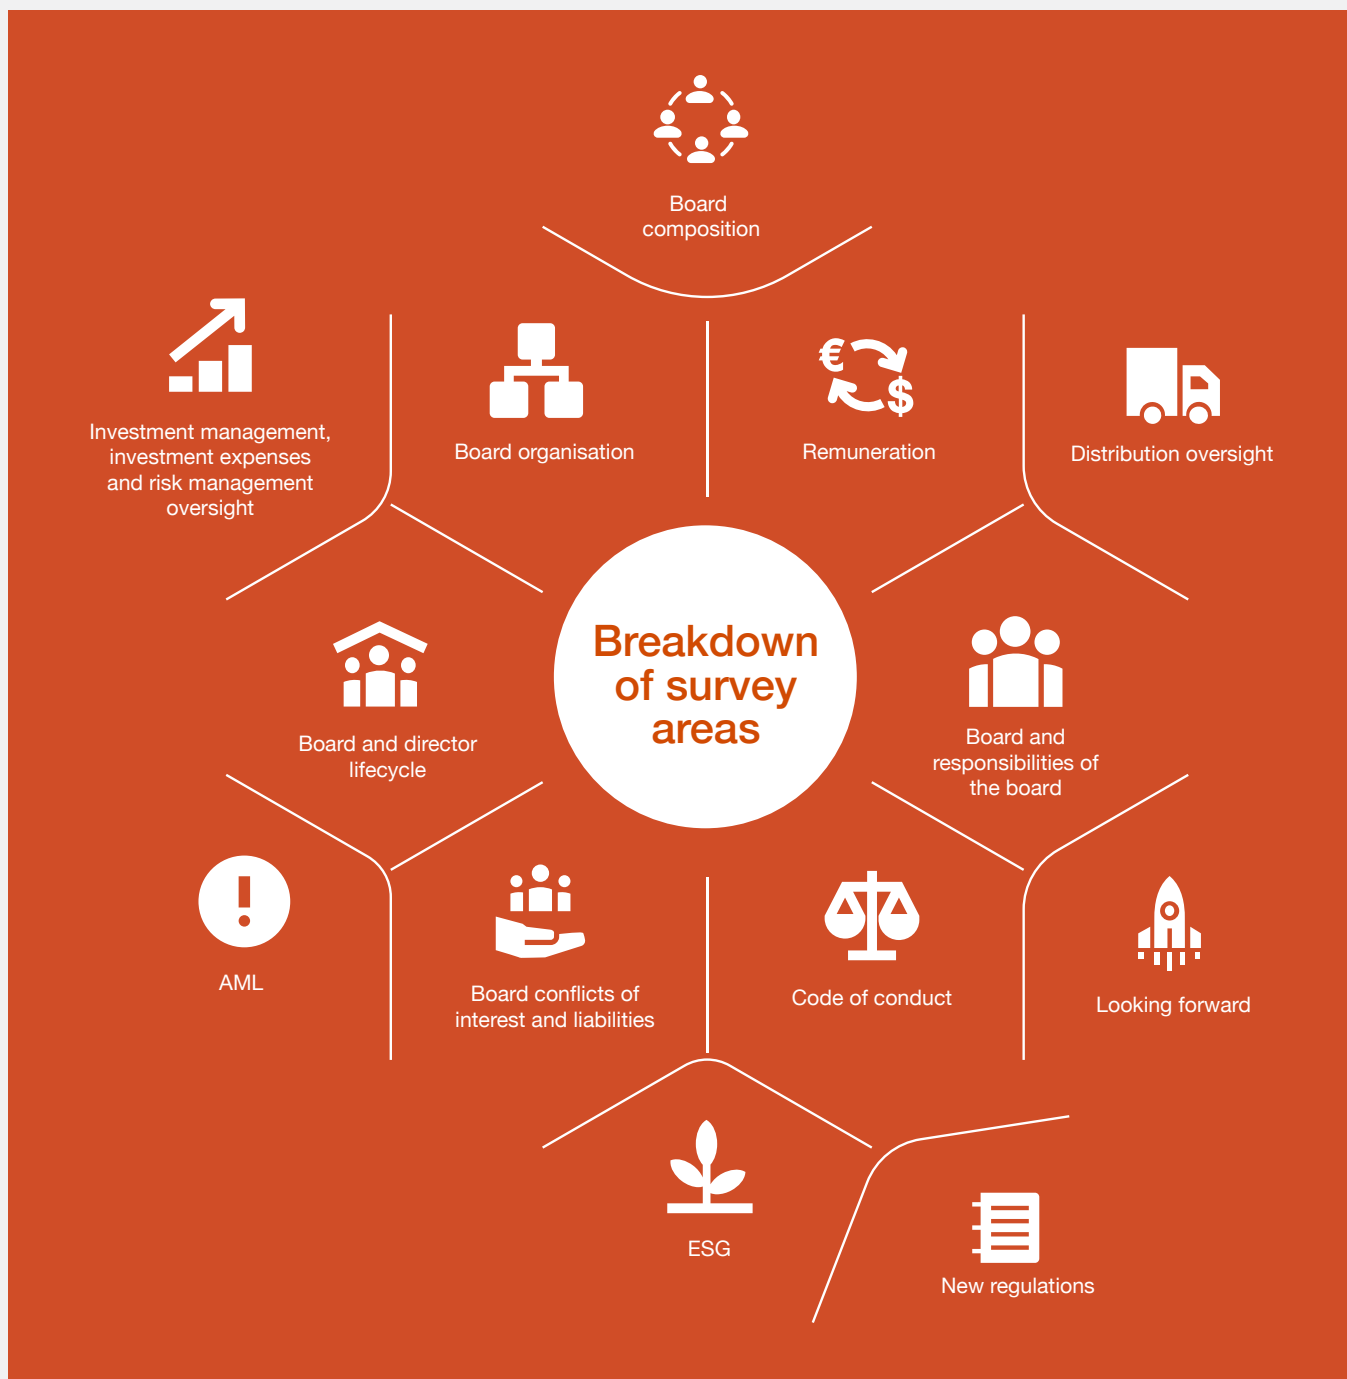 Board
composition
Investment management,
investment expenses
and risk management
oversight
Board organisation
€
$
Remuneration
Distribution oversight
Breakdown
of survey
areas
Board and director
lifecycle
Board and
responsibilities of
the board
!
AML
Board conflicts of
interest and liabilities
Code of conduct
Looking forward
ESG
New regulations